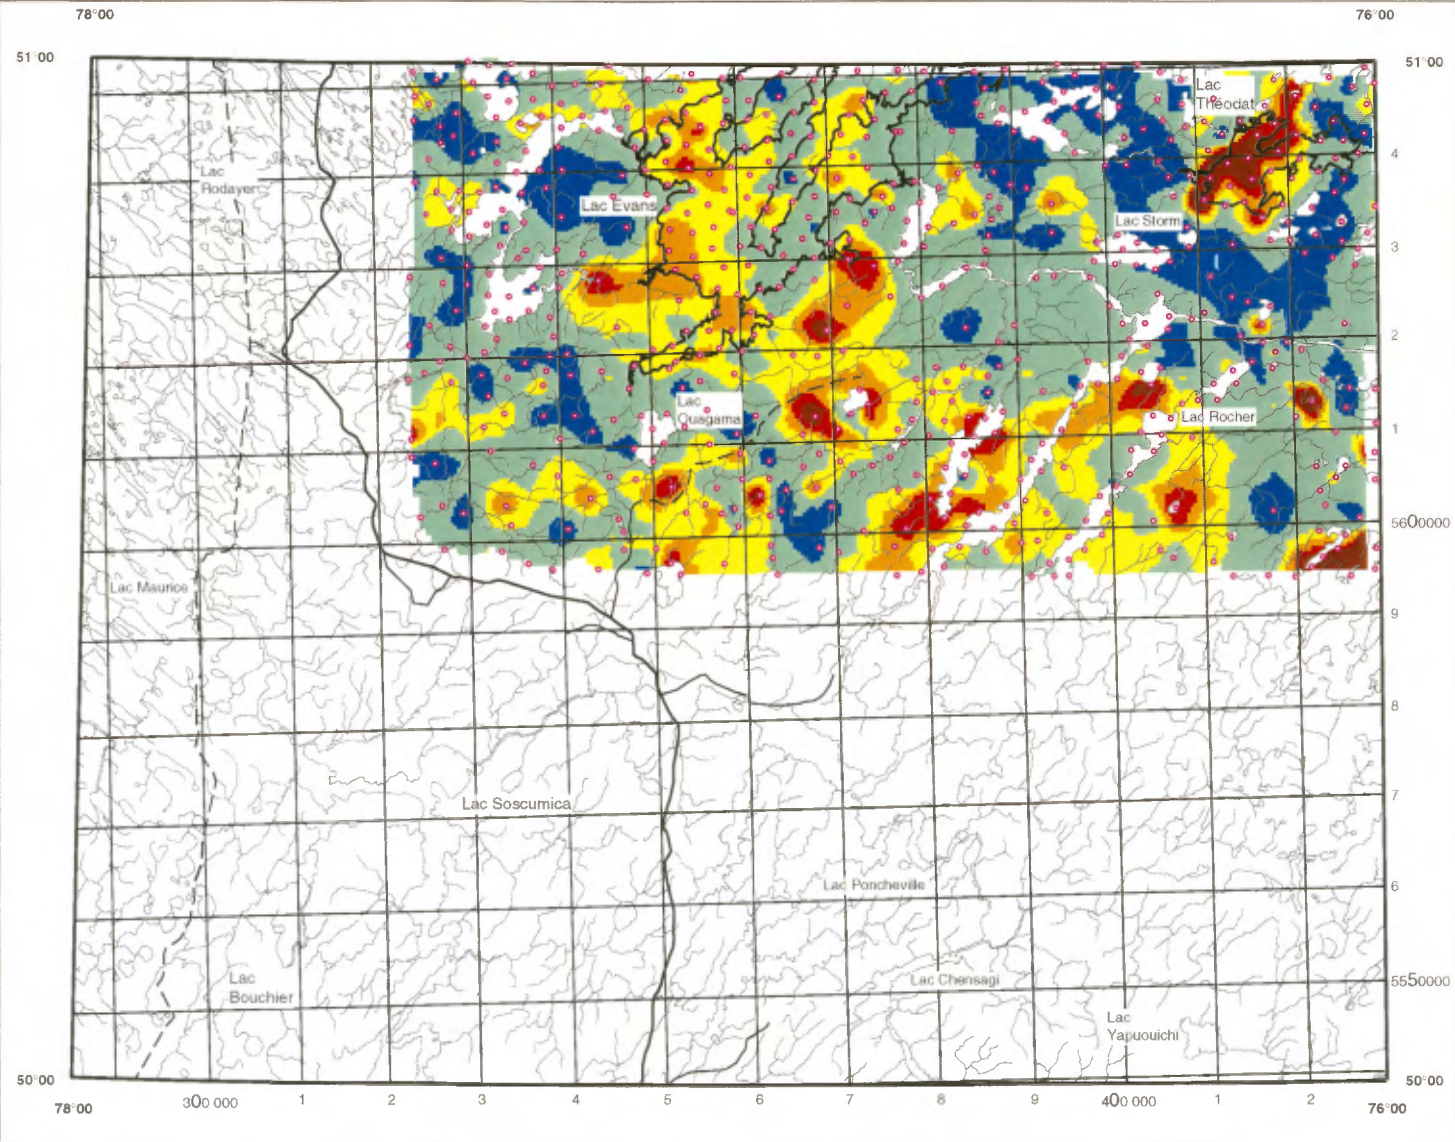 78°00
76°00
51°00
51°00
Lac
Théodat
4
Lac
Rodayer
Lac Evans
Lac Storm
3
2
Lac
Ouagama
Lac Rocher
1
5600000
Lac Maurice
9
8
7
Lac Soscumica
Lac Poncheville
6
Lac
Bouchier
Lac Chensagi
5550000
Lac
Yapuouichi
50°00
50°00
78°00
300 000
1
2
3
4
5
6
7
8
9
400 000
1
2
76°00